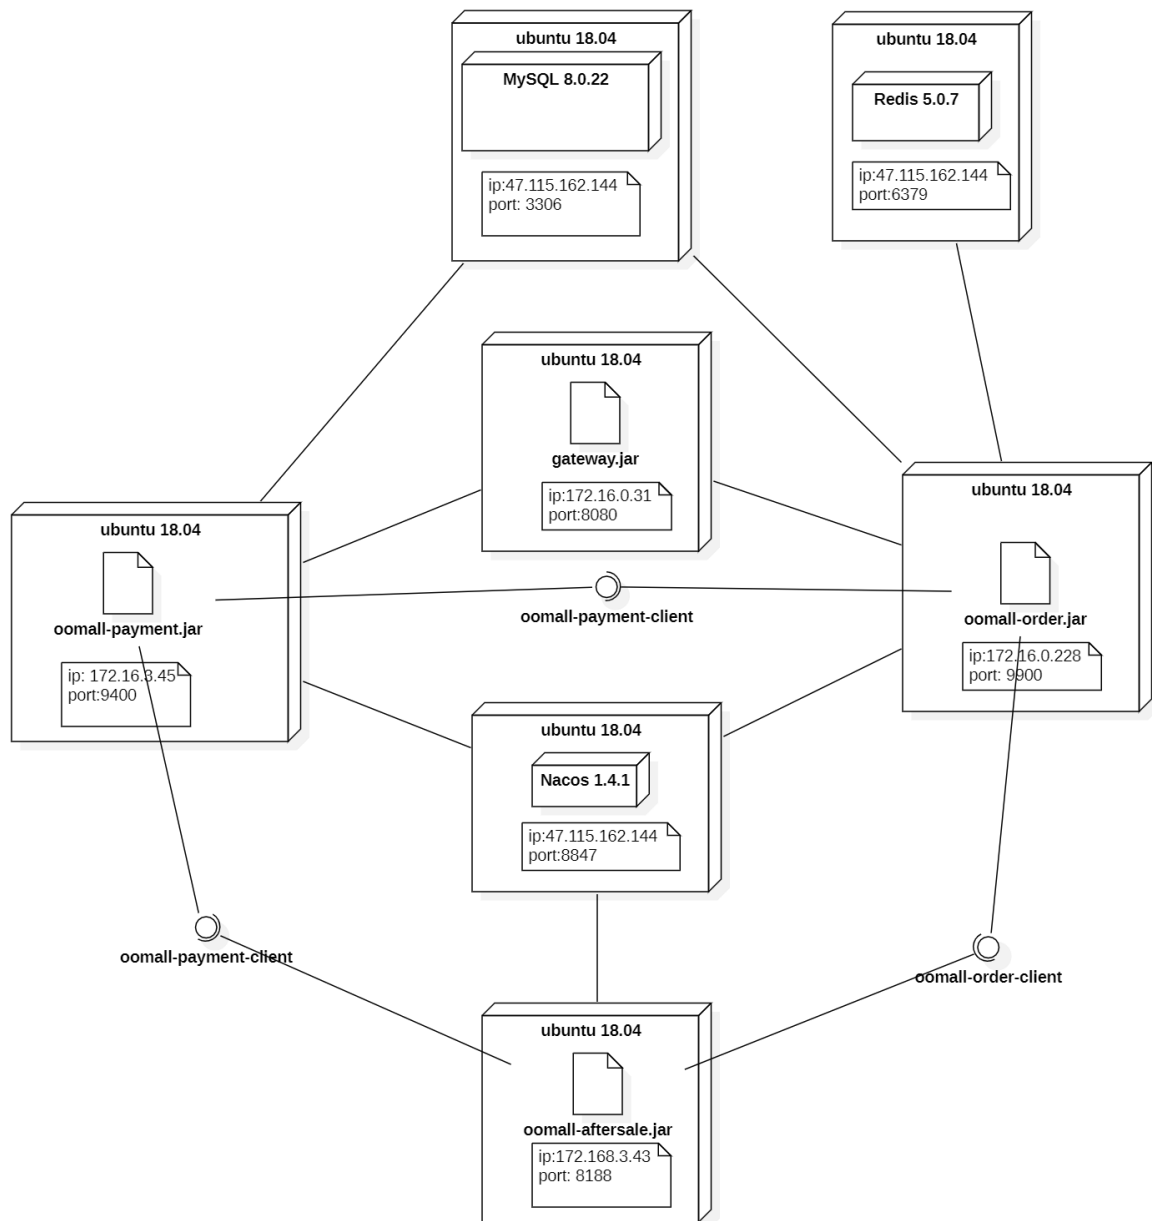 ubuntu 18.04
MySQL 8.0.22
ip:47.115.162.144
port: 3306
ubuntu 18.04
Redis 5.0.7
ip:47.115.162.144
port:6379
ubuntu 18.04
gateway.jar
ip:172.16.0.31
port:8080
ubuntu 18.04
oomall-payment.jar
ip: 172.16.3.45
port:9400
oomall-payment-client
ubuntu 18.04
oomall-order.jar
ip:172.16.0.228
port: 9900
ubuntu 18.04
Nacos 1.4.1
ip:47.115.162.144
port:8847
oomall-payment-client
oomall-order-client
ubuntu 18.04
oomall-aftersale.jar
ip:172.168.3.43
port: 8188